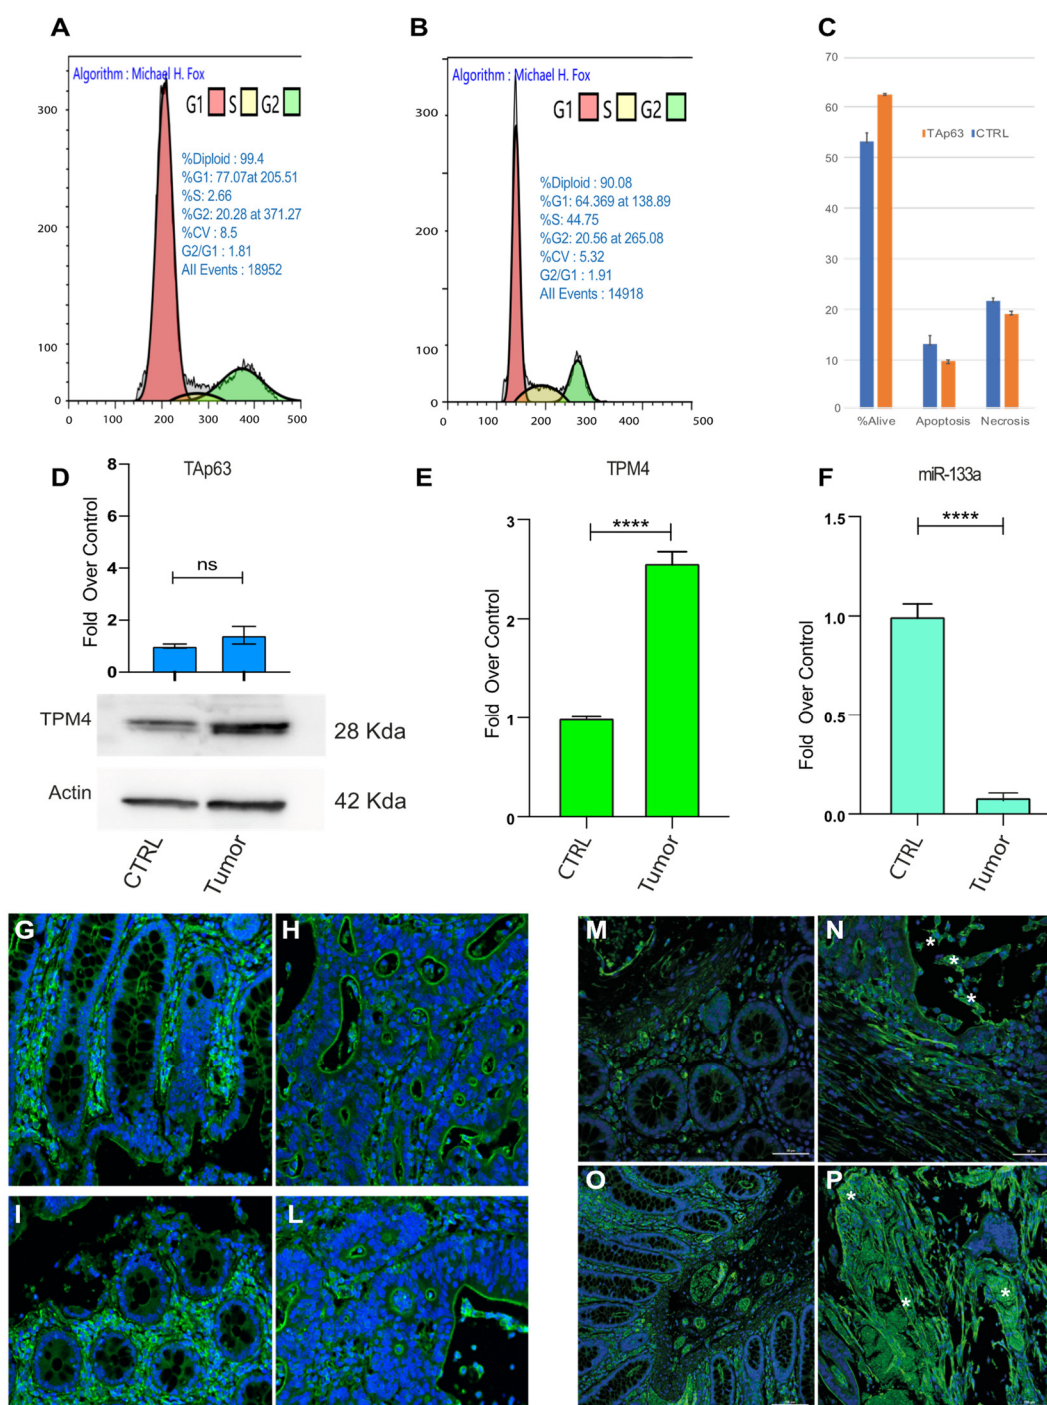 A
Algorithm : Michael H. Fox
G1 S G2
%Diploid : 99.4
%G1: 77.07at 205.51
%S: 2.66
%G2: 20.28 at 371.27
%CV : 8.5
G2/G1 : 1.81
All Events : 18952
300
200
100
0
0 100 200 300 400 500
B
Algorithm : Michael H. Fox
G1 S G2
%Diploid : 90.08
%G1: 64.369 at 138.89
%S: 44.75
%G2: 20.56 at 265.08
%CV : 5.32
G2/G1 : 1.91
All Events : 14918
300
200
100
0
0 100 200 300 400 500
C
70
60
50
40
30
20
10
0
TAp63 CTRL
%Alive Apoptosis Necrosis
D
TAp63
Fold Over Control
8
6
4
2
0
ns
TPM4
28 Kda
Actin
42 Kda
CTRL
Tumor
E
TPM4
Fold Over Control
3
2
1
0
****
CTRL
Tumor
F
miR-133a
Fold Over Control
1.5
1.0
0.5
0.0
****
CTRL
Tumor
G
H
I
L
M
N
* * *
O
P
* * *